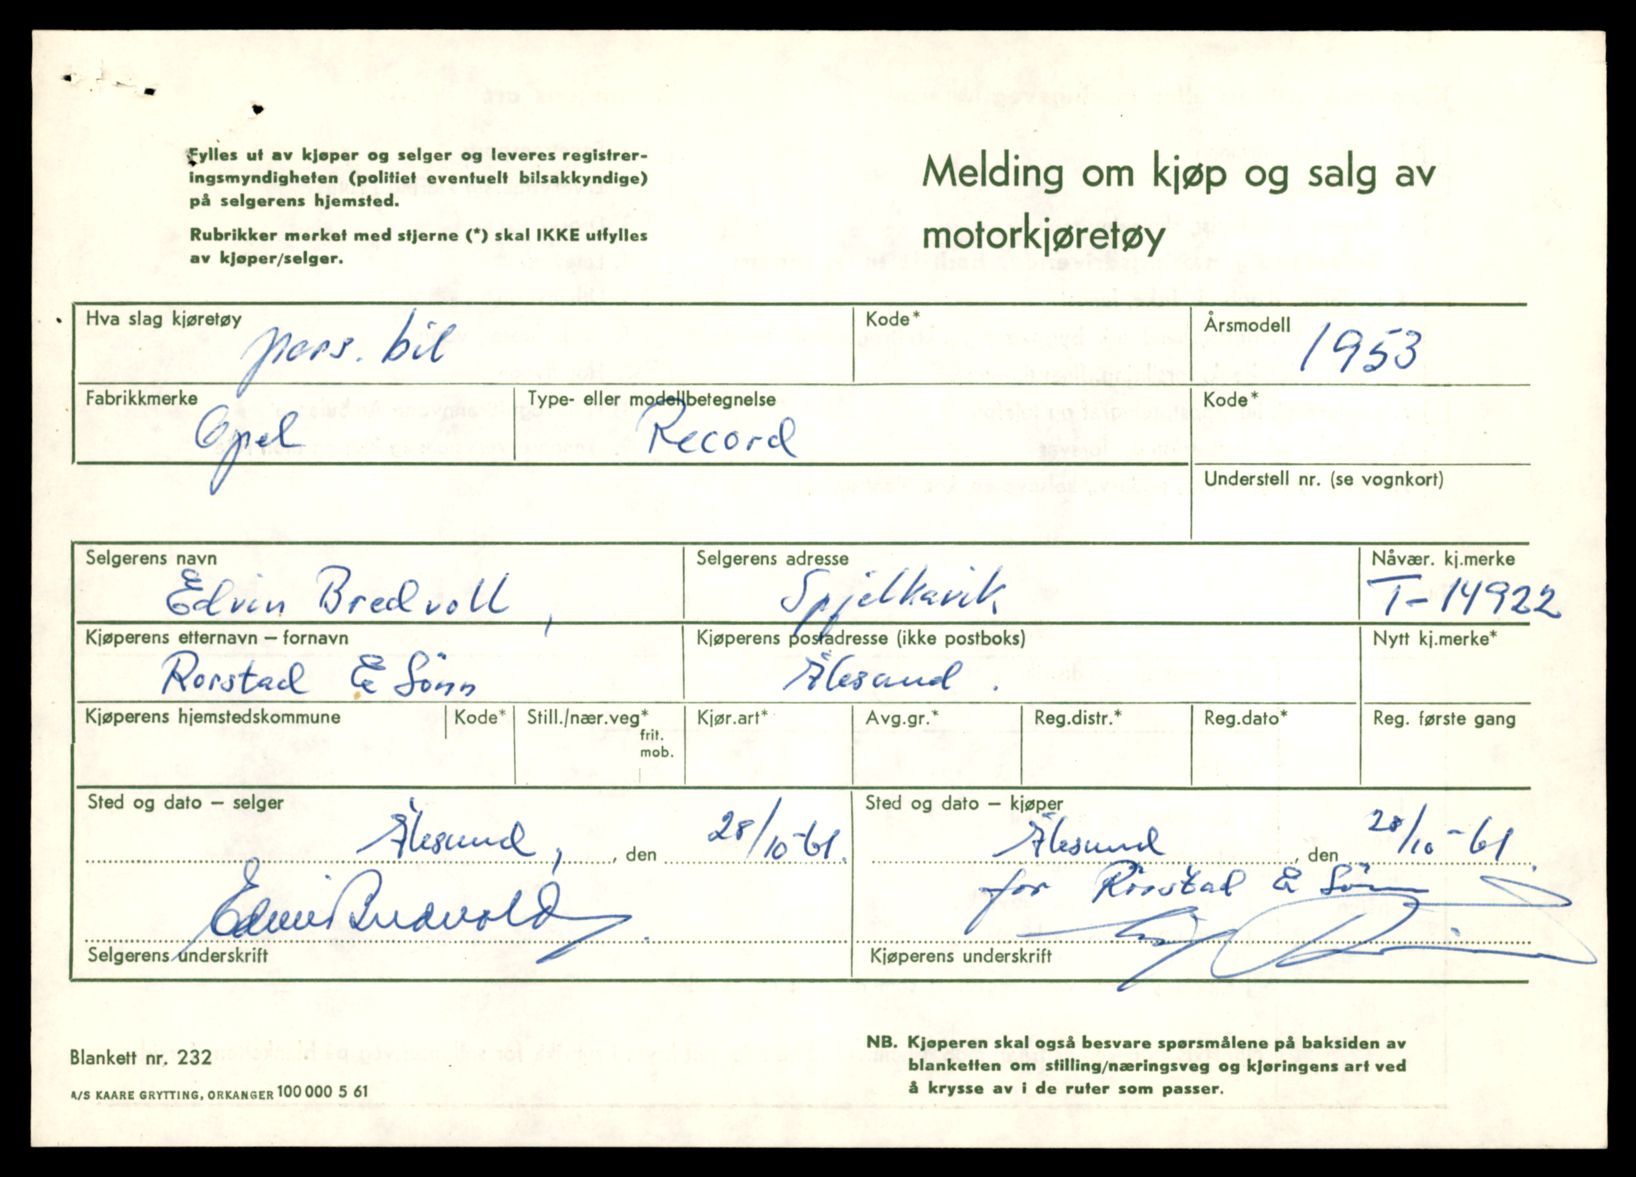 Fylles ut av kjøper og selger og leveres registrer-
ingsmyndigheten (politiet eventuelt bilsakkyndige)
på selgerens hjemsted.
Rubrikker merket med stjerne (*) skal IKKE utfylles
av kjøper/selger.
Melding om kjøp og salg av
motorkjøretøy
Hva slag kjøretøy
pers. bil
Kode*
Årsmodell
1953
Fabrikkmerke
Opel
Type- eller modellbetegnelse
Record
Kode*
Understell nr. (se vognkort)
Selgerens navn
Edvin Bredvoll,
Selgerens adresse
Spjelkavik
Nåvær. kj.merke
T-14922
Kjøperens etternavn – fornavn
Rorstad & Sönn
Kjøperens postadresse (ikke postboks)
Ålesund.
Nytt kj.merke*
Kjøperens hjemstedskommune
Kode*
Still./nær.veg*
frit.
mob.
Kjør.art*
Avg.gr.*
Reg.distr.*
Reg.dato*
Reg. første gang
Sted og dato – selger
Ålesund, , den 28/10-61.
Edvin Bredvold
Selgerens underskrift
Sted og dato – kjøper
Ålesund , den 28/10-61.
for Rörstad & Sönn
Kjøperens underskrift
Blankett nr. 232
A/S KAARE GRYTTING, ORKANGER 100 000 5 61
NB. Kjøperen skal også besvare spørsmålene på baksiden av
blanketten om stilling/næringsveg og kjøringens art ved
å krysse av i de ruter som passer.